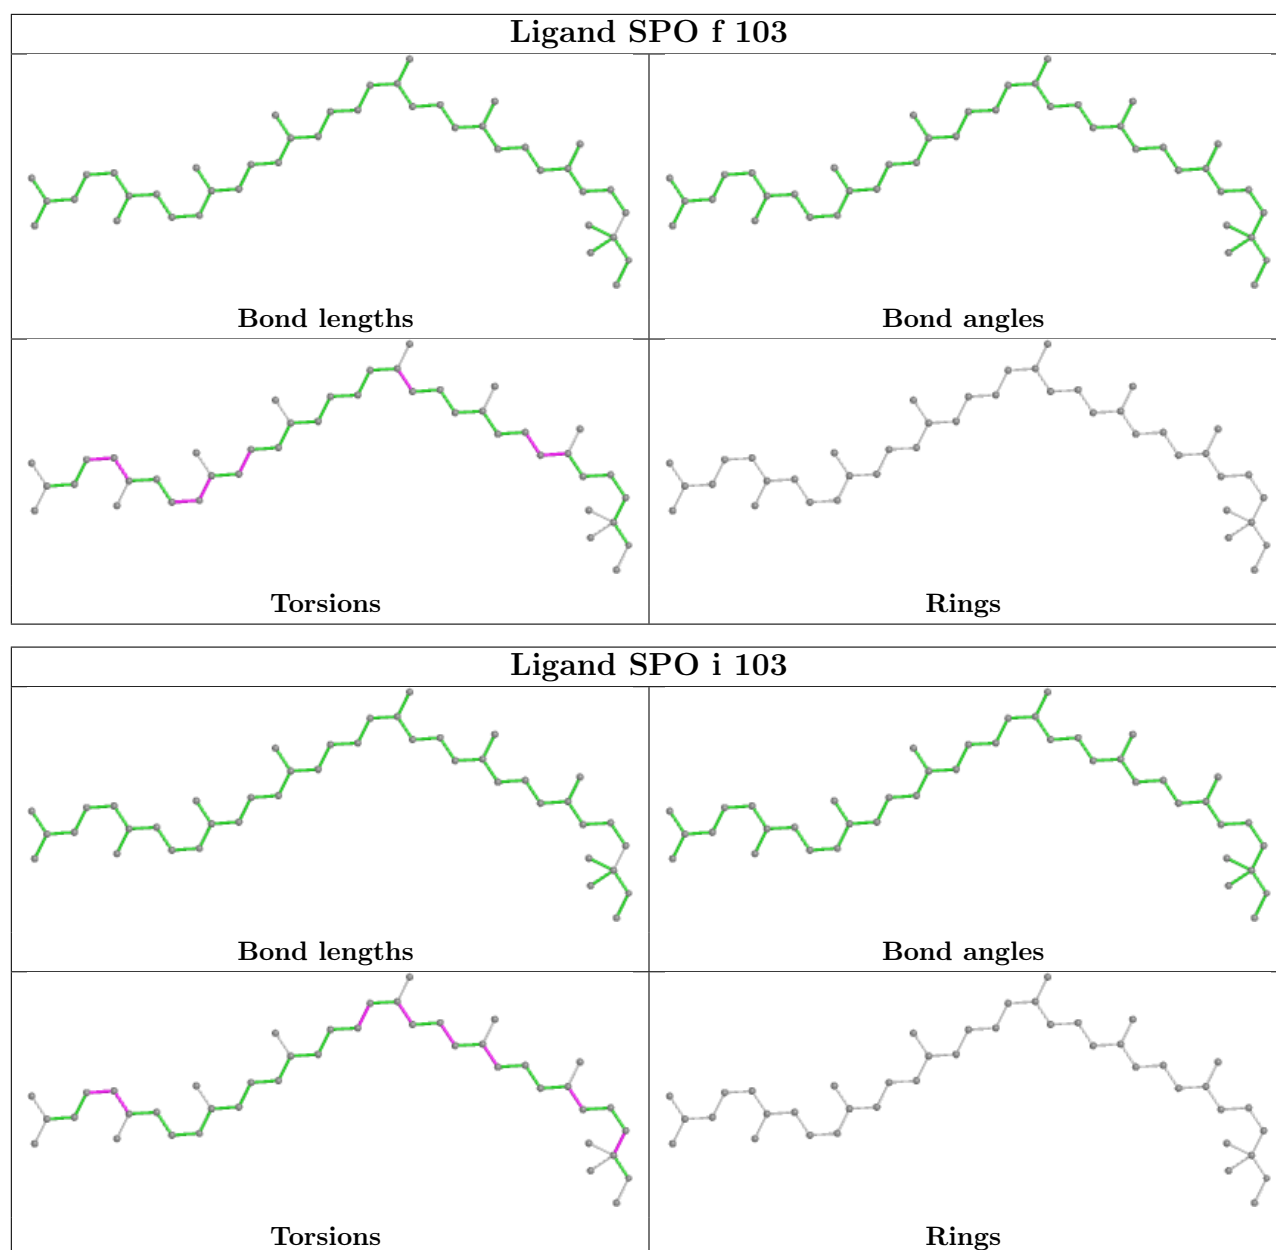 Ligand SPO f 103
Bond lengths
Bond angles
Torsions
Rings
Ligand SPO i 103
Bond lengths
Bond angles
Torsions
Rings